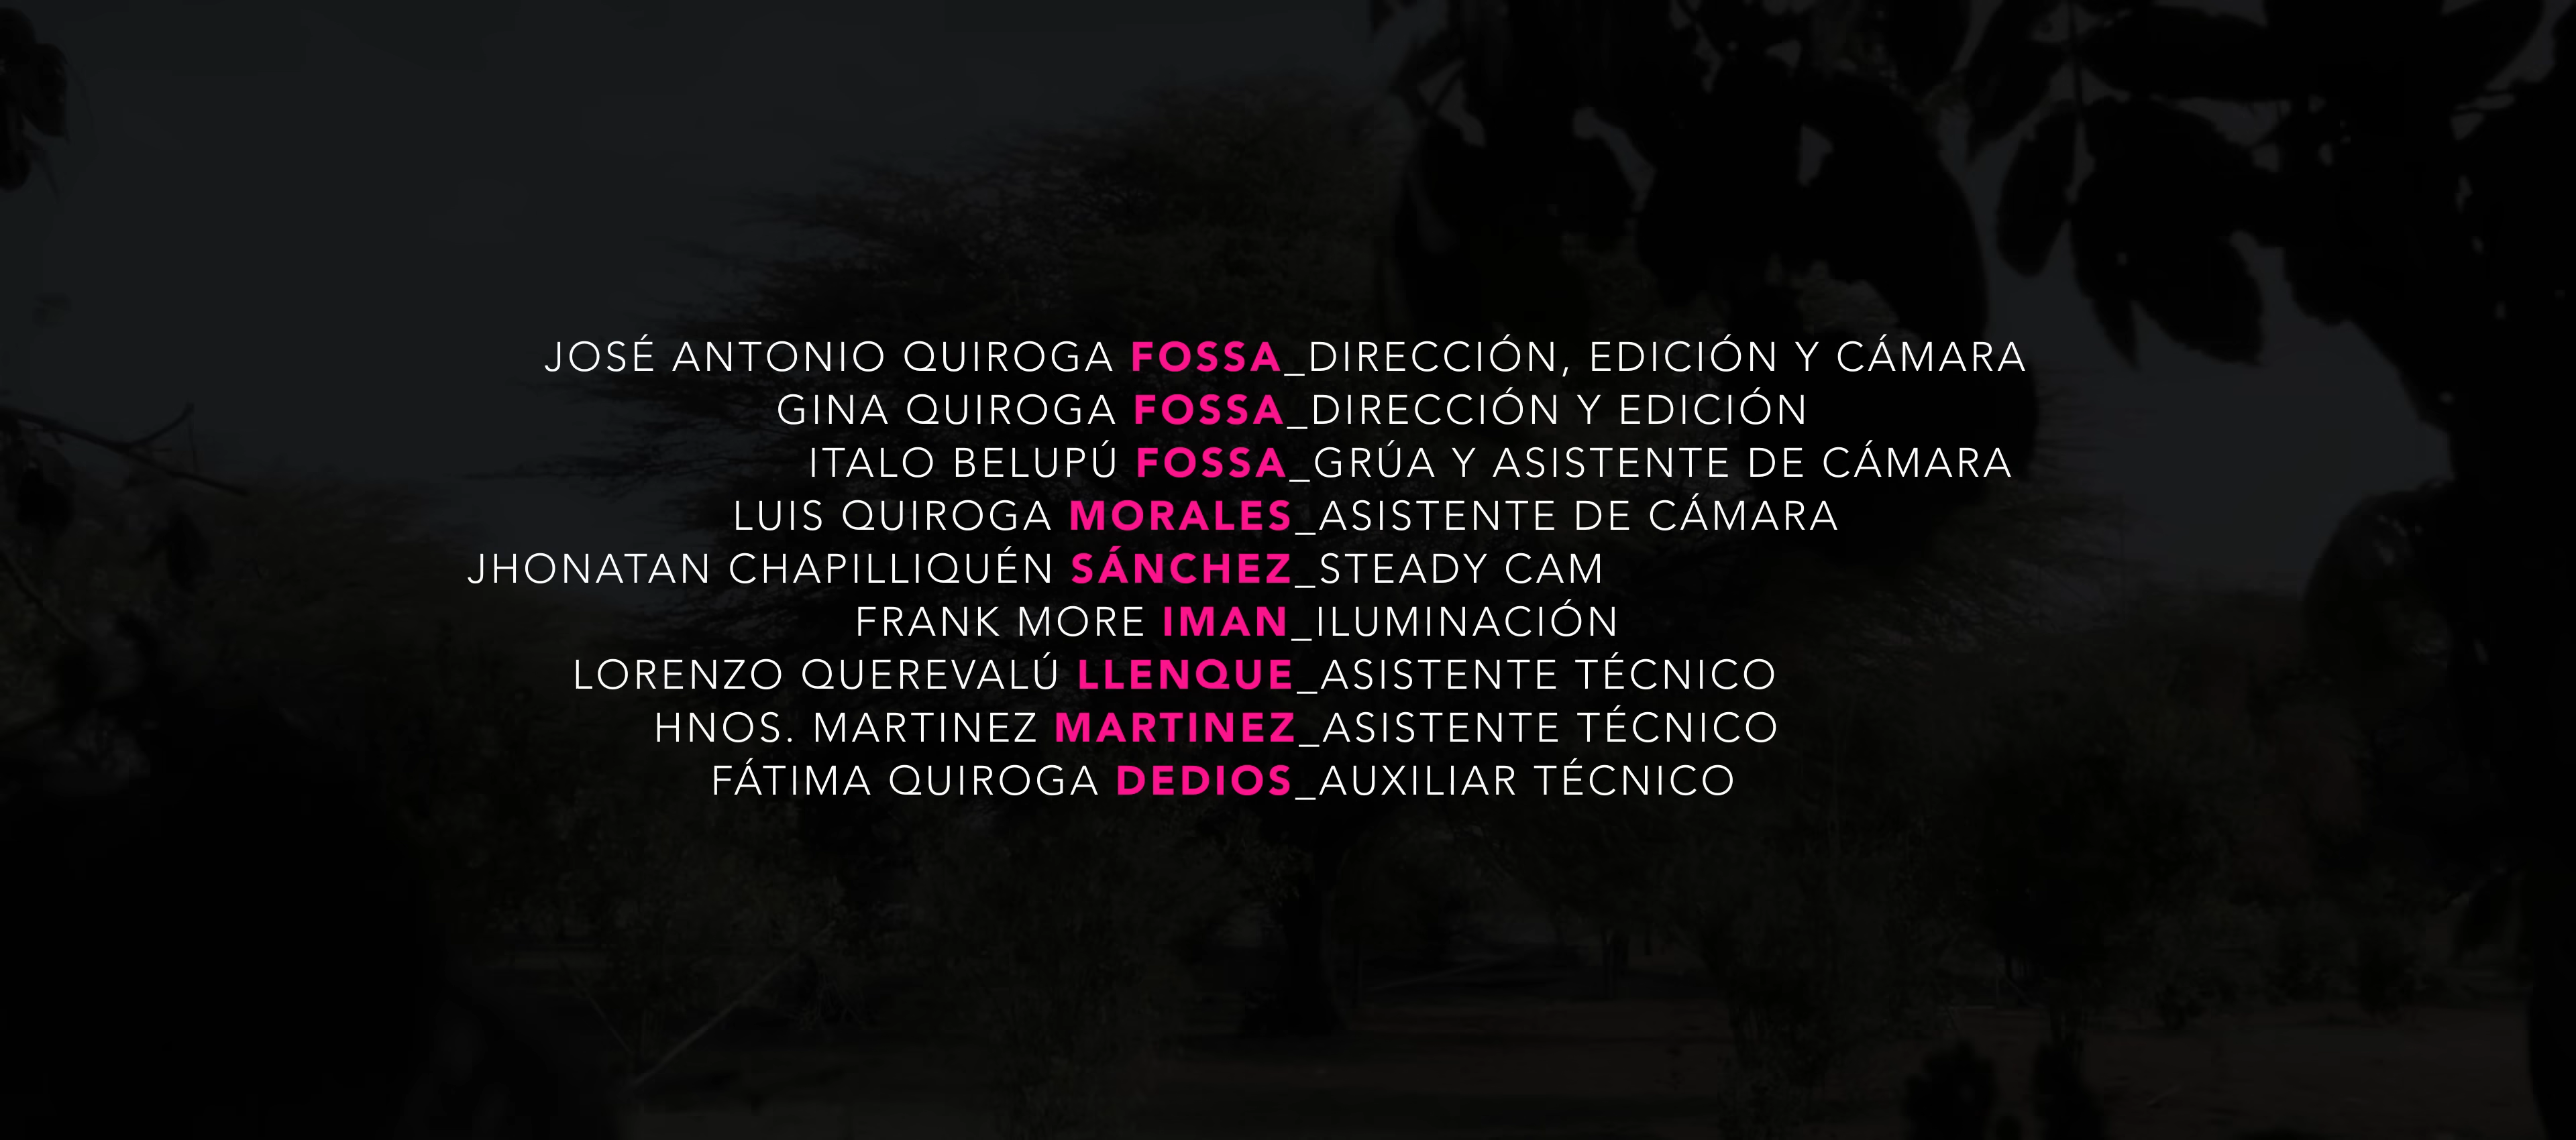 JOSÉ ANTONIO QUIROGA FOSSA_DIRECCIÓN, EDICIÓN Y CÁMARA
GINA QUIROGA FOSSA_DIRECCIÓN Y EDICIÓN
ITALO BELUPÚ FOSSA_GRÚA Y ASISTENTE DE CÁMARA
LUIS QUIROGA MORALES_ASISTENTE DE CÁMARA
JHONATAN CHAPILLIQUÉN SÁNCHEZ_STEADY CAM
FRANK MORE IMAN_ILUMINACIÓN
LORENZO QUEREVALÚ LLENQUE_ASISTENTE TÉCNICO
HNOS. MARTINEZ MARTINEZ_ASISTENTE TÉCNICO
FÁTIMA QUIROGA DEDIOS_AUXILIAR TÉCNICO